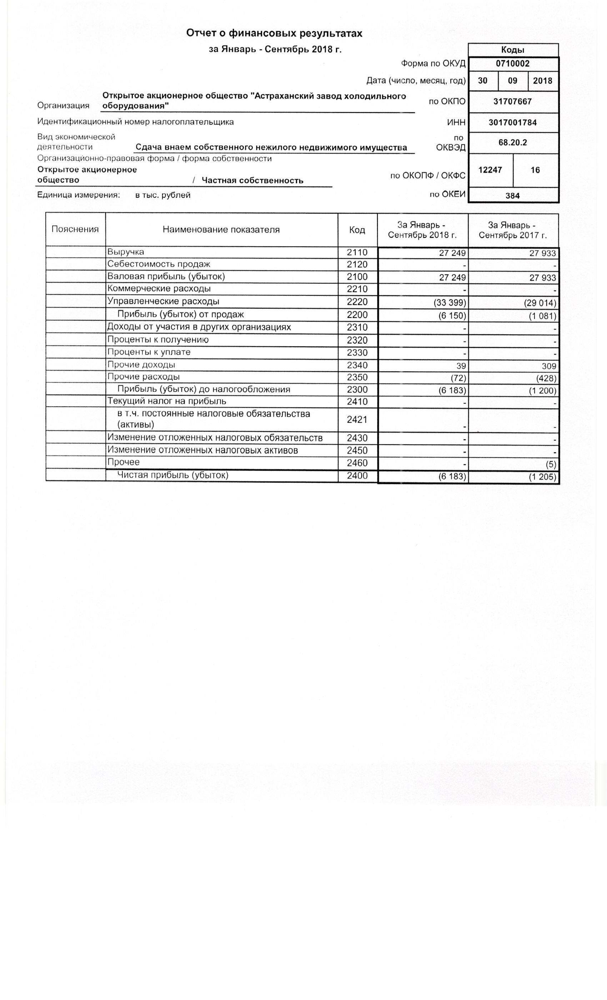 Отчет о финансовых результатах
за Январь - Сентябрь 2018 г.
Коды
Форма по ОКУД 0710002
Дата (число, месяц, год) 30 09 2018
Открытое акционерное общество "Астраханский завод холодильного
Организация оборудования" по ОКПО 31707667
Идентификационный номер налогоплательщика ИНН 3017001784
Вид экономической по
деятельности Сдача внаем собственного нежилого недвижимого имущества ОКВЭД 68.20.2
Организационно-правовая форма / форма собственности
Открытое акционерное
общество / Частная собственность по ОКОПФ / ОКФС 12247 16
Единица измерения: в тыс. рублей по ОКЕИ 384
Пояснения Наименование показателя Код За Январь - Сентябрь 2018 г. За Январь - Сентябрь 2017 г.
Выручка 2110 27 249 27 933
Себестоимость продаж 2120 - -
Валовая прибыль (убыток) 2100 27 249 27 933
Коммерческие расходы 2210 - -
Управленческие расходы 2220 (33 399) (29 014)
Прибыль (убыток) от продаж 2200 (6 150) (1 081)
Доходы от участия в других организациях 2310 - -
Проценты к получению 2320 - -
Проценты к уплате 2330 - -
Прочие доходы 2340 39 309
Прочие расходы 2350 (72) (428)
Прибыль (убыток) до налогообложения 2300 (6 183) (1 200)
Текущий налог на прибыль 2410 - -
в т.ч. постоянные налоговые обязательства
(активы) 2421 - -
Изменение отложенных налоговых обязательств 2430 - -
Изменение отложенных налоговых активов 2450 - -
Прочее 2460 - (5)
Чистая прибыль (убыток) 2400 (6 183) (1 205)